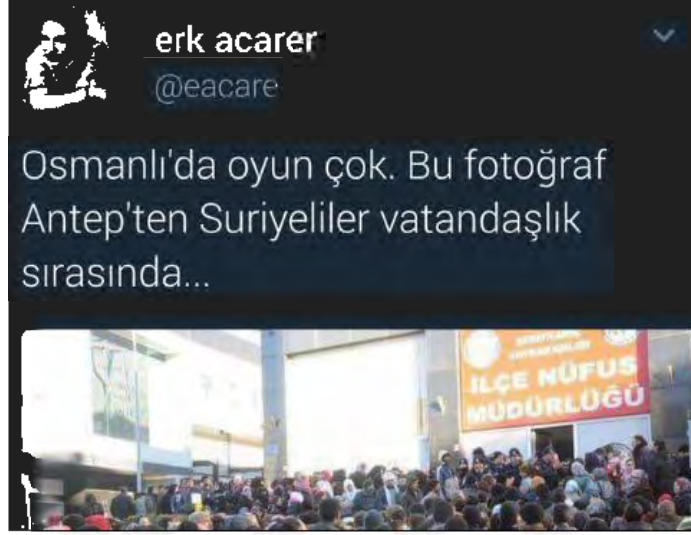 erk acarer
@eacare
Osmanlı'da oyun çok. Bu fotoğraf
Antep'ten Suriyeliler vatandaşlık
sırasında...
İLÇE NÜFUS
MÜDÜRLÜĞÜ